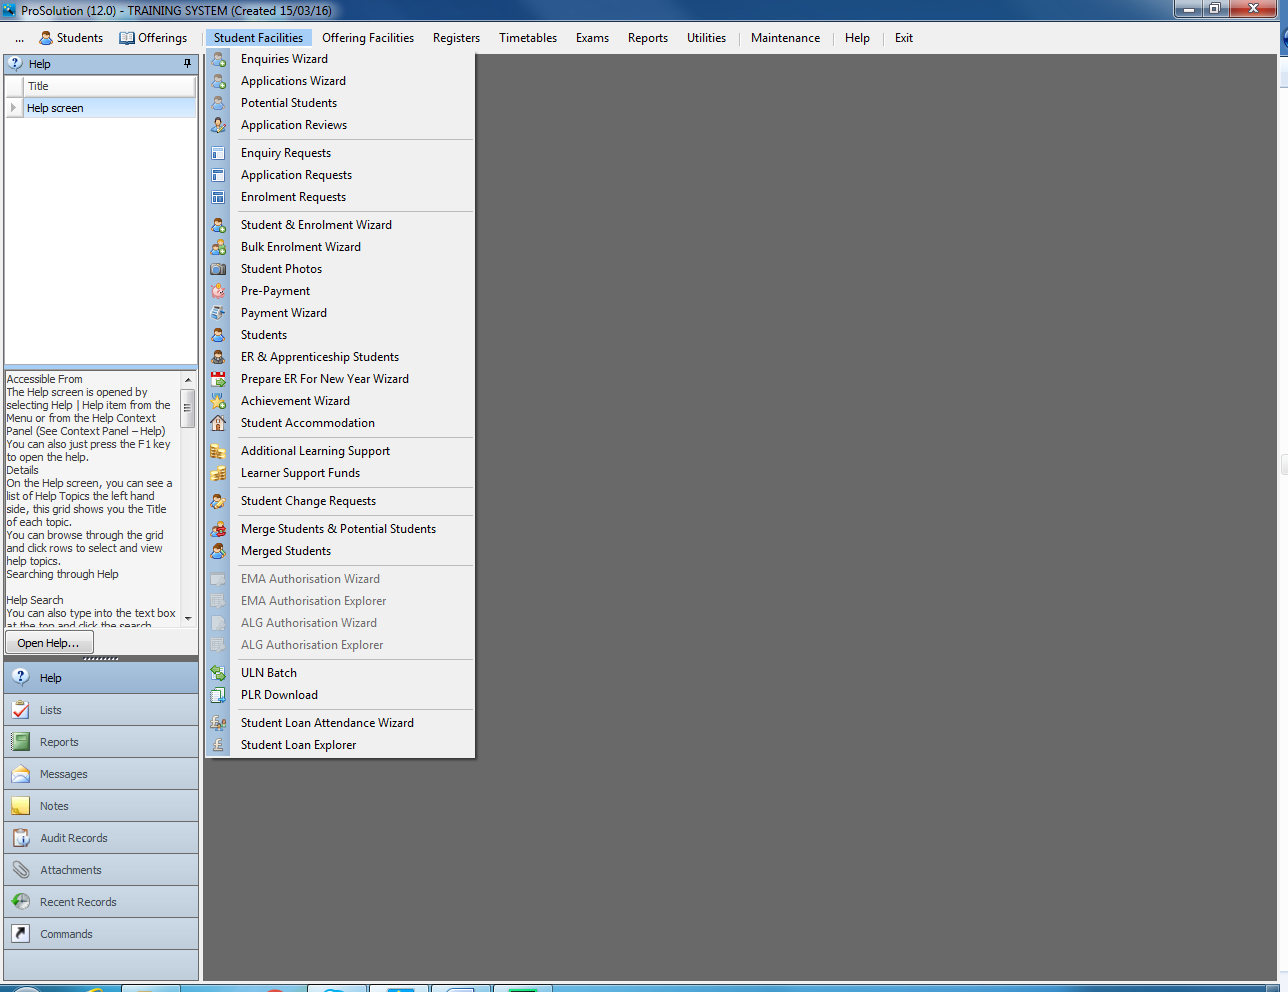 ProSolution (12.0) - TRAINING SYSTEM (Created 15/03/16)
... Students Offerings Student Facilities Offering Facilities Registers Timetables Exams Reports Utilities Maintenance Help Exit
Help
Title
Help screen
Accessible From
The Help screen is opened by
selecting Help | Help item from the
Menu or from the Help Context
Panel (See Context Panel – Help)
You can also just press the F1 key
to open the help.
Details
On the Help screen, you can see a
list of Help Topics the left hand
side, this grid shows you the Title
of each topic.
You can browse through the grid
and click rows to select and view
help topics.
Searching through Help
Help Search
You can also type into the text box
at the top and click the search
Open Help...
Help
Lists
Reports
Messages
Notes
Audit Records
Attachments
Recent Records
Commands
Enquiries Wizard
Applications Wizard
Potential Students
Application Reviews
Enquiry Requests
Application Requests
Enrolment Requests
Student & Enrolment Wizard
Bulk Enrolment Wizard
Student Photos
Pre-Payment
Payment Wizard
Students
ER & Apprenticeship Students
Prepare ER For New Year Wizard
Achievement Wizard
Student Accommodation
Additional Learning Support
Learner Support Funds
Student Change Requests
Merge Students & Potential Students
Merged Students
EMA Authorisation Wizard
EMA Authorisation Explorer
ALG Authorisation Wizard
ALG Authorisation Explorer
ULN Batch
PLR Download
Student Loan Attendance Wizard
Student Loan Explorer